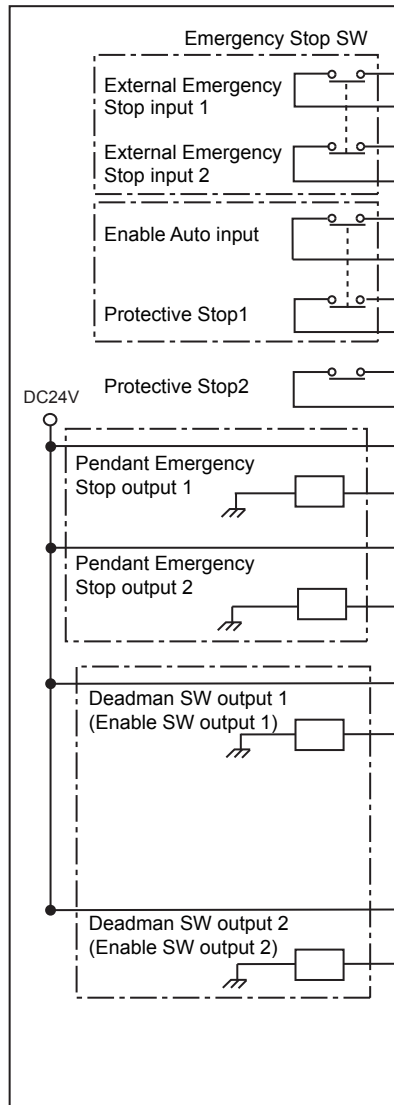 Emergency Stop SW
External Emergency
Stop input 1
External Emergency
Stop input 2
Enable Auto input
Protective Stop1
Protective Stop2
DC24V
Pendant Emergency
Stop output 1
Pendant Emergency
Stop output 2
Deadman SW output 1
(Enable SW output 1)
Deadman SW output 2
(Enable SW output 2)